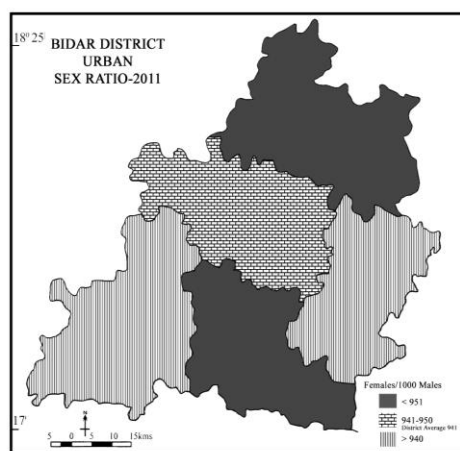 18° 25
BIDAR DISTRICT
URBAN
SEX RATIO-2011
Females/1000 Males
< 951
941-950
District Average 941
> 940
17'
N
5 0 5 10 15kms.